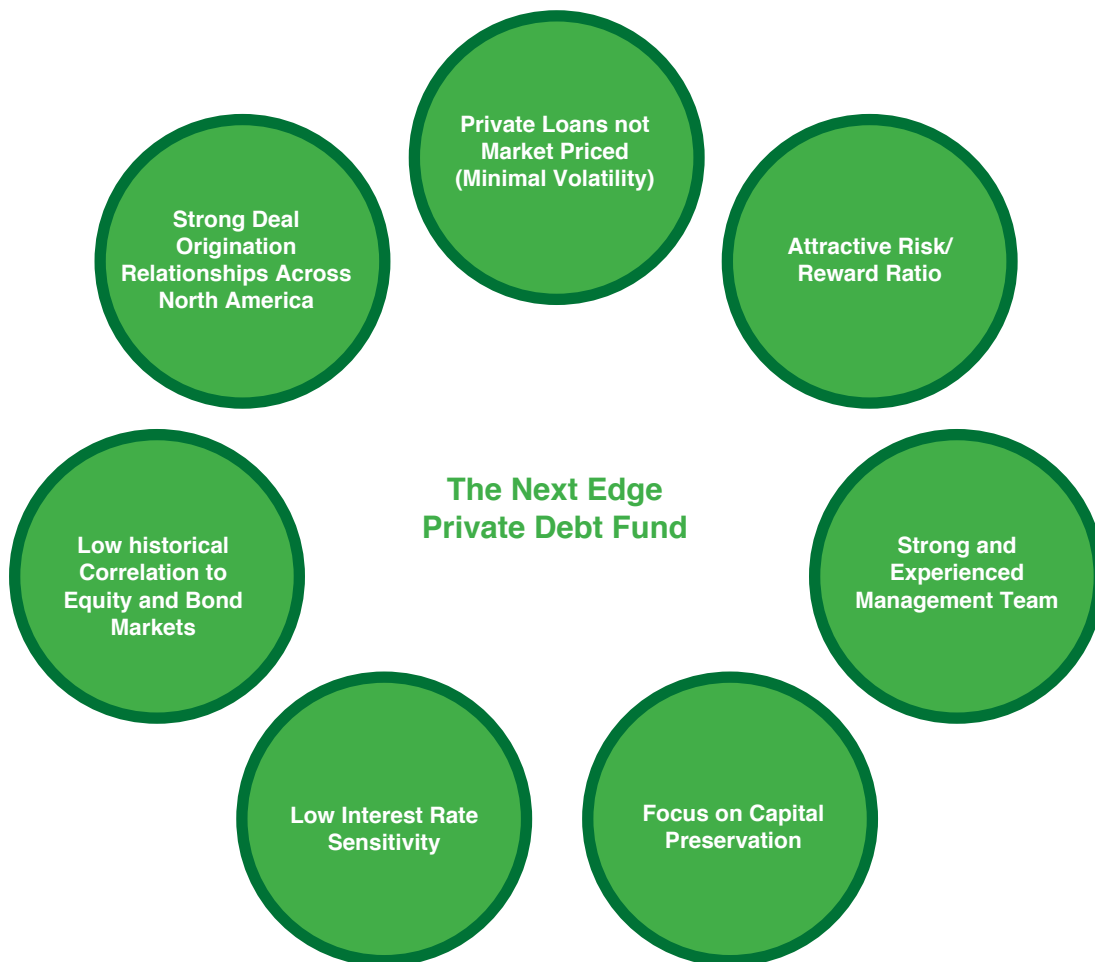 Private Loans not
Market Priced
(Minimal Volatility)
Strong Deal
Origination
Relationships Across
North America
Attractive Risk/
Reward Ratio
The Next Edge
Private Debt Fund
Low historical
Correlation to
Equity and Bond
Markets
Strong and
Experienced
Management Team
Low Interest Rate
Sensitivity
Focus on Capital
Preservation